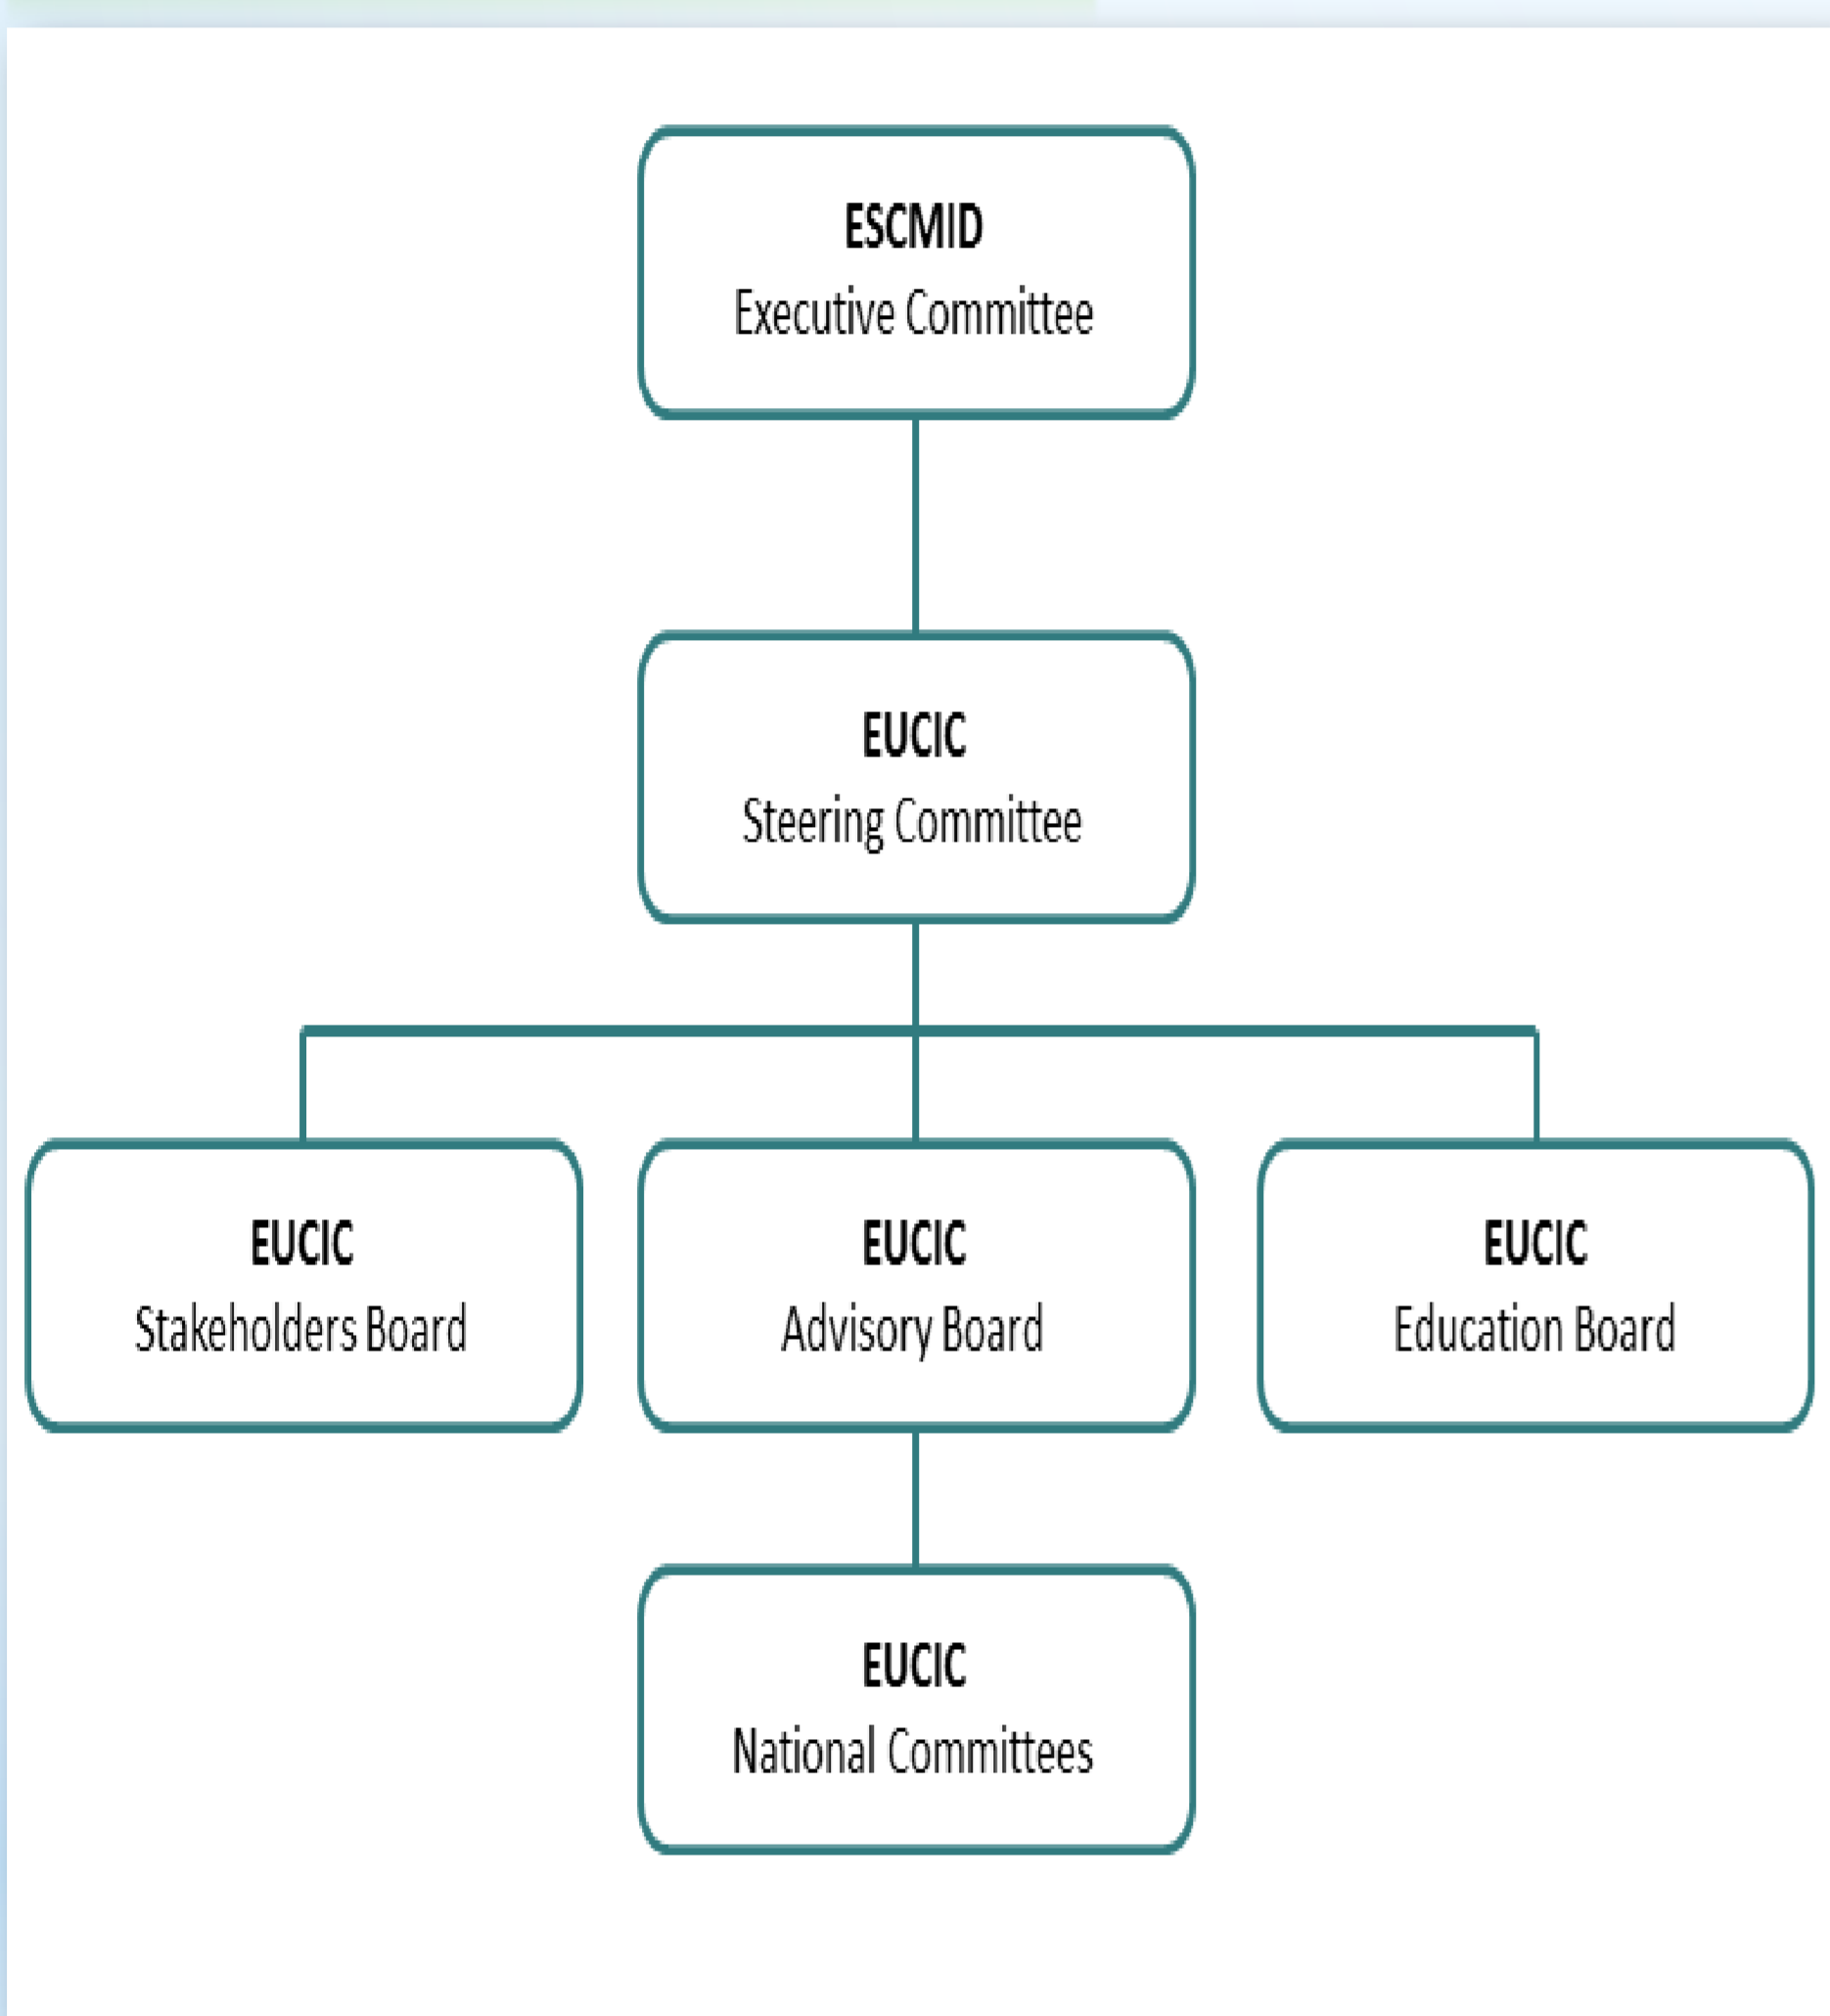 ESCMID
Executive Committee
EUCIC
Steering Committee
EUCIC
Stakeholders Board
EUCIC
Advisory Board
EUCIC
Education Board
EUCIC
National Committees